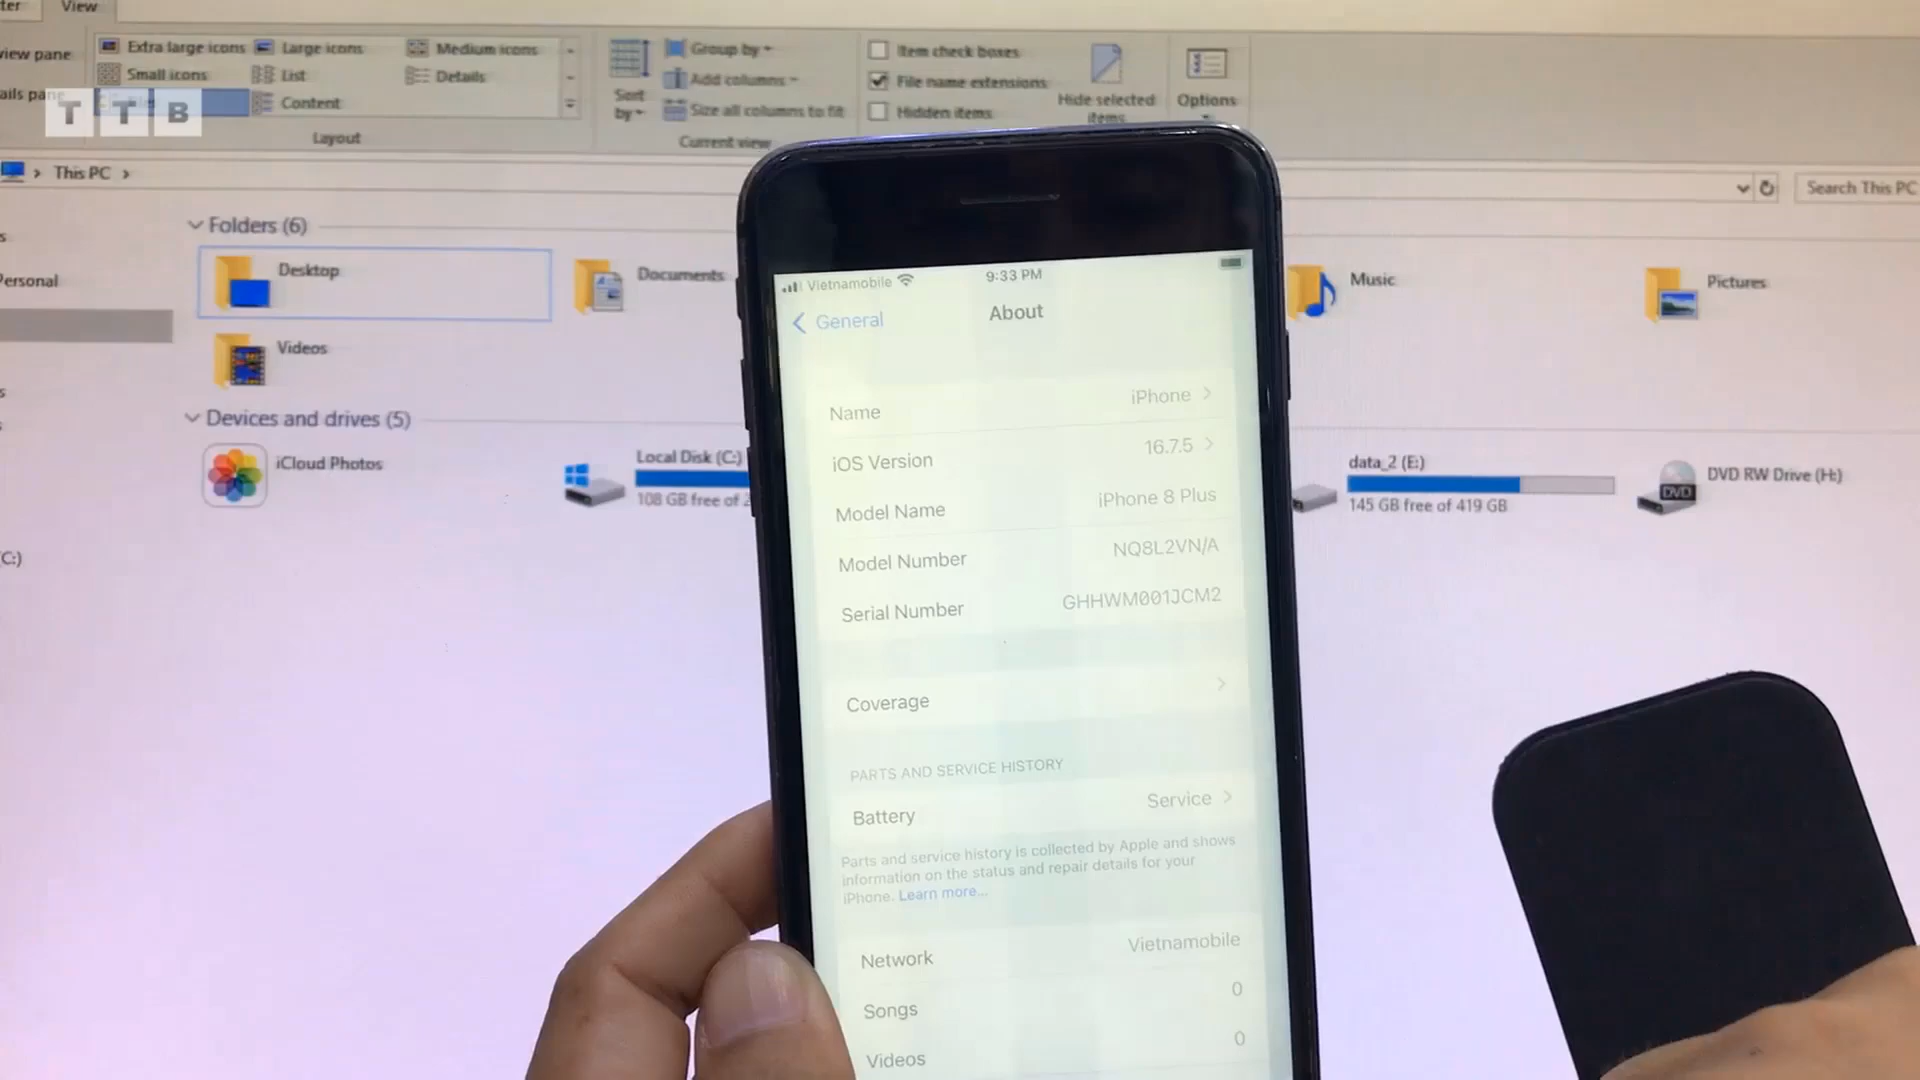 View
view pane
Extra large icons
Large icons
Medium icons
Small icons
List
Details
Content
ails pane
Layout
Sort by
Group by
Add columns
Size all columns to fit
Current view
Item check boxes
File name extensions
Hidden items
Hide selected items
Options
T T B
This PC
Search This PC
Folders (6)
Desktop
Documents
Music
Pictures
Videos
Personal
Devices and drives (5)
iCloud Photos
Local Disk (C:)
108 GB free of
data_2 (E:)
145 GB free of 419 GB
DVD RW Drive (H:)
DVD
(C:)
Vietnamobile
9:33 PM
General
About
Name iPhone
iOS Version 16.7.5
Model Name iPhone 8 Plus
Model Number NQ8L2VN/A
Serial Number GHHWM001JCM2
Coverage
PARTS AND SERVICE HISTORY
Battery Service
Parts and service history is collected by Apple and shows
information on the status and repair details for your
iPhone. Learn more...
Network Vietnamobile
Songs 0
Videos 0